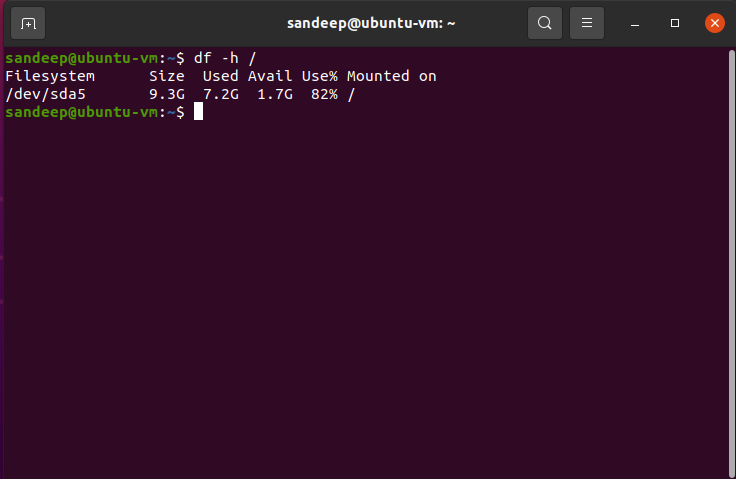 sandeep@ubuntu-vm: ~
sandeep@ubuntu-vm:~$ df -h /
Filesystem      Size  Used Avail Use% Mounted on
/dev/sda5       9.3G  7.2G  1.7G  82% /
sandeep@ubuntu-vm:~$